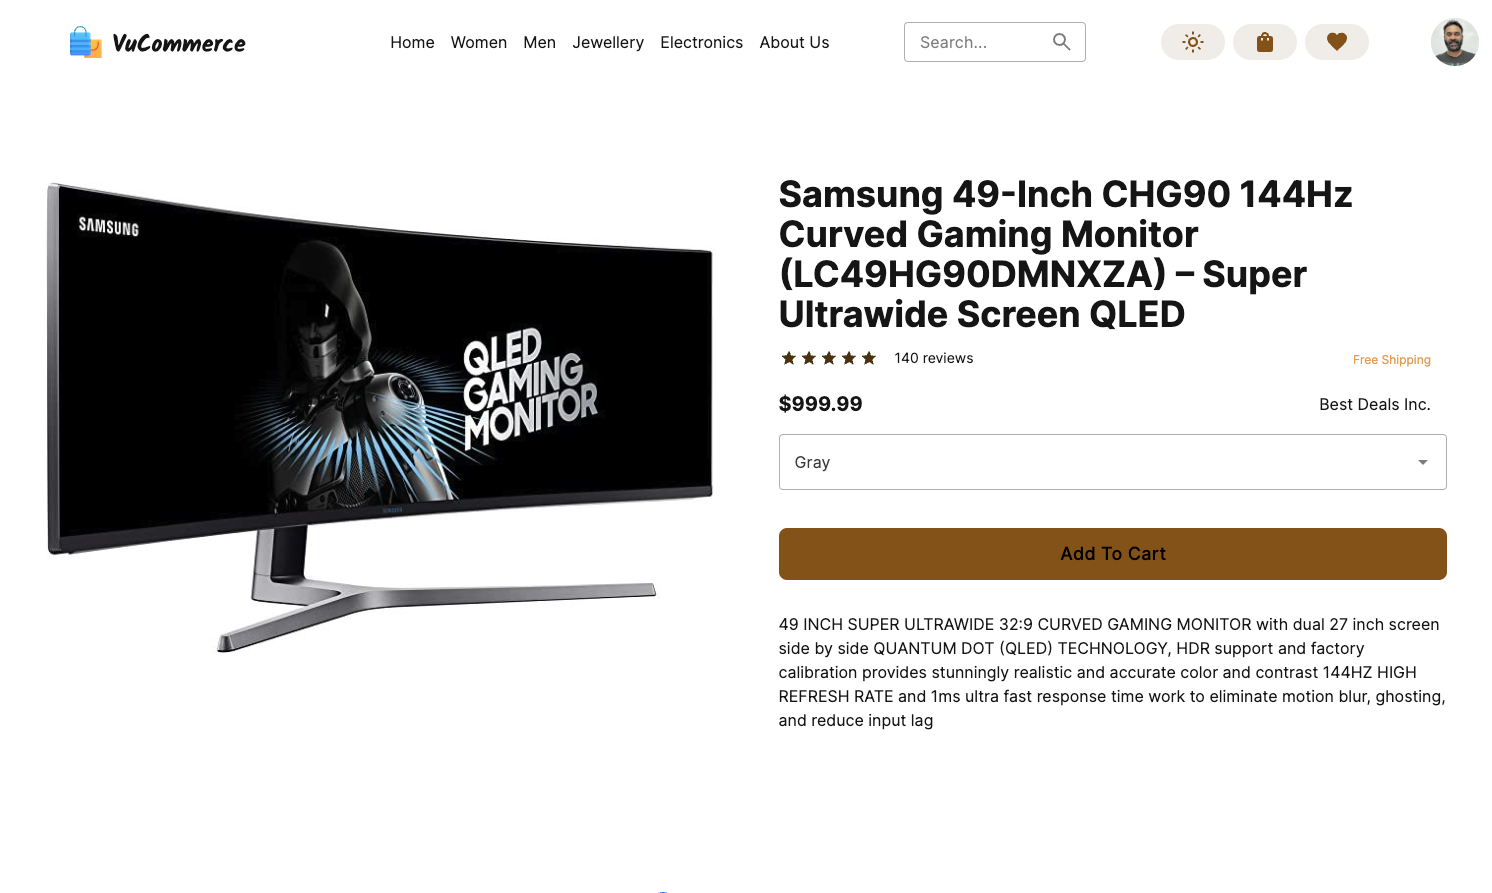 VuCommerce
Home Women Men Jewellery Electronics About Us
Search...
SAMSUNG
QLED
GAMING
MONITOR
SAMSUNG
Samsung 49-Inch CHG90 144Hz
Curved Gaming Monitor
(LC49HG90DMNXZA) – Super
Ultrawide Screen QLED
140 reviews
Free Shipping
$999.99
Best Deals Inc.
Gray
Add To Cart
49 INCH SUPER ULTRAWIDE 32:9 CURVED GAMING MONITOR with dual 27 inch screen
side by side QUANTUM DOT (QLED) TECHNOLOGY, HDR support and factory
calibration provides stunningly realistic and accurate color and contrast 144HZ HIGH
REFRESH RATE and 1ms ultra fast response time work to eliminate motion blur, ghosting,
and reduce input lag